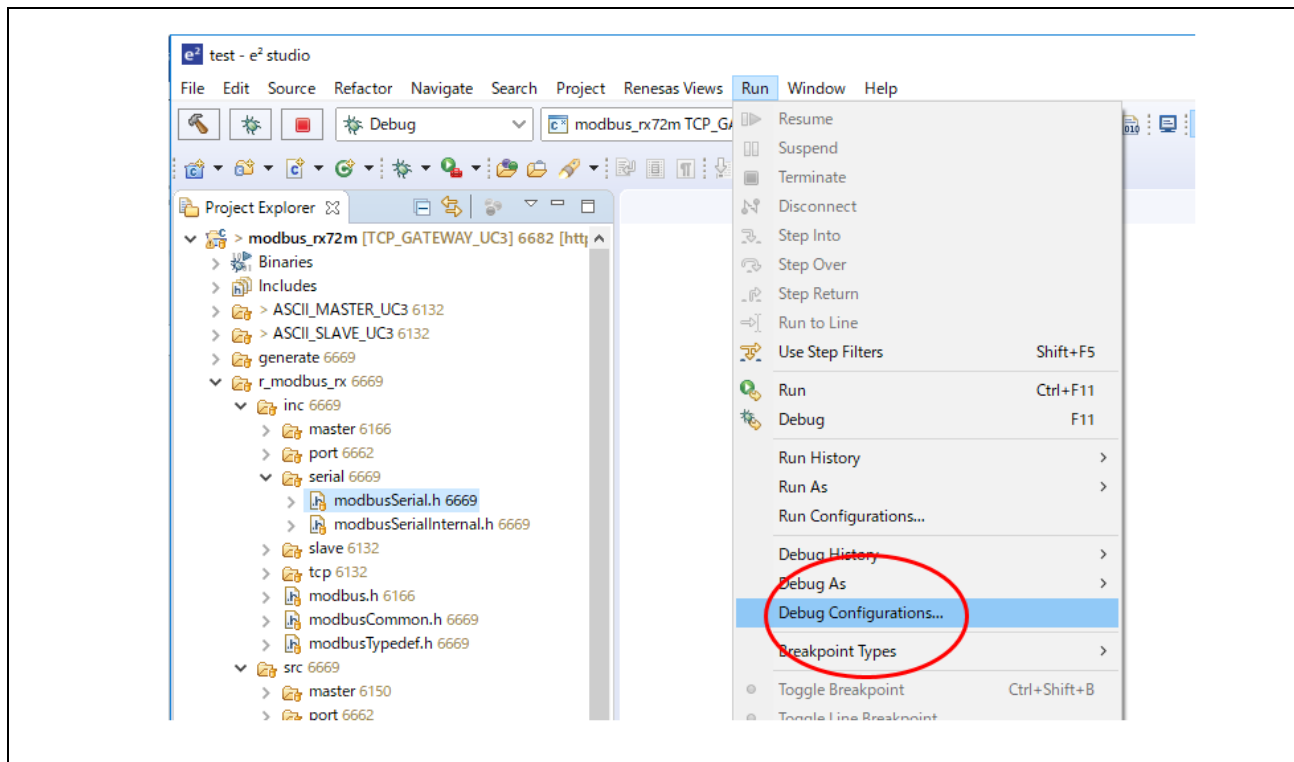 e² test - e² studio
File Edit Source Refactor Navigate Search Project Renesas Views Run Window Help
Debug
modbus_rx72m TCP_GA
010
Project Explorer
> modbus_rx72m [TCP_GATEWAY_UC3] 6682 [http
Binaries
Includes
> ASCII_MASTER_UC3 6132
> ASCII_SLAVE_UC3 6132
generate 6669
r_modbus_rx 6669
inc 6669
master 6166
port 6662
serial 6669
modbusSerial.h 6669
modbusSerialInternal.h 6669
slave 6132
tcp 6132
modbus.h 6166
modbusCommon.h 6669
modbusTypedef.h 6669
src 6669
master 6150
port 6662
Resume
Suspend
Terminate
Disconnect
Step Into
Step Over
Step Return
Run to Line
Use Step Filters Shift+F5
Run Ctrl+F11
Debug F11
Run History
Run As
Run Configurations...
Debug History
Debug As
Debug Configurations...
Breakpoint Types
Toggle Breakpoint Ctrl+Shift+B
Toggle Line Breakpoint